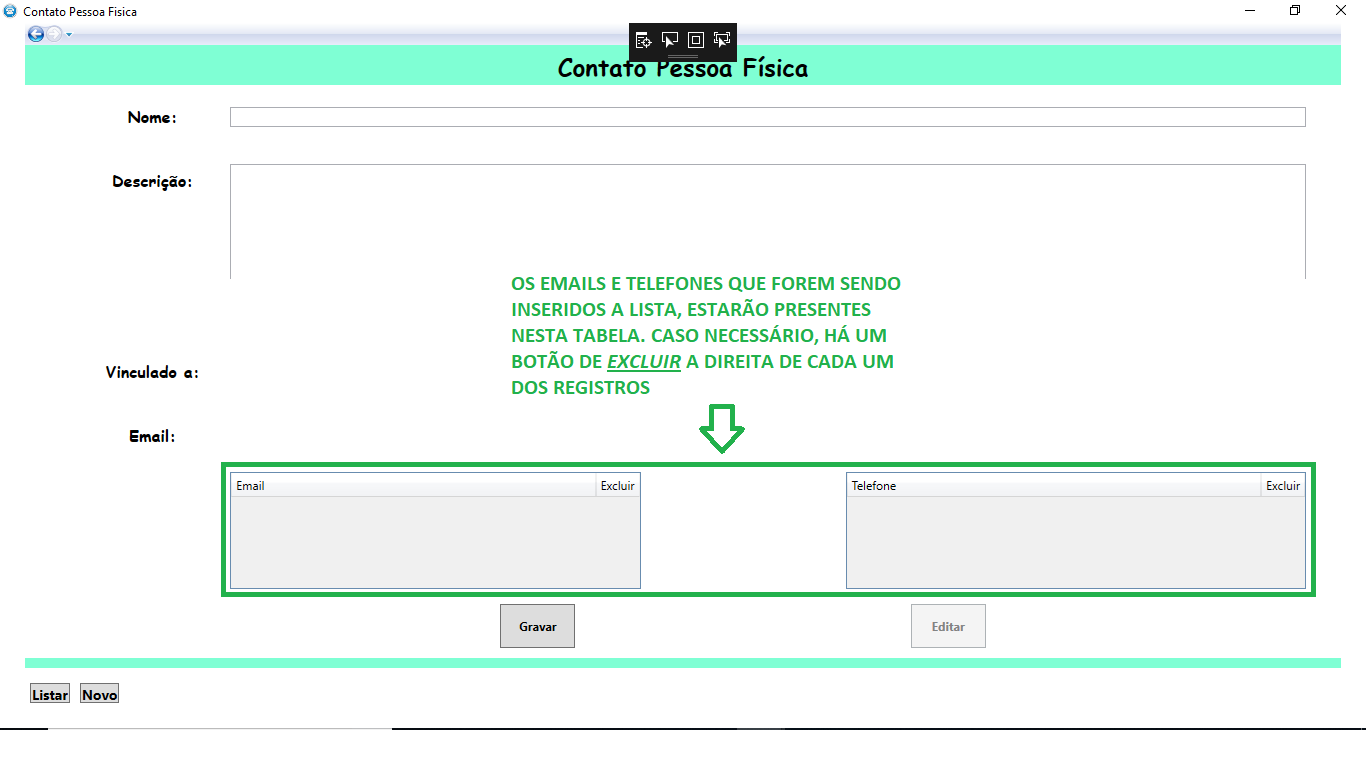 Contato Pessoa Fisica
Contato Pessoa Física
Nome:
Descrição:
OS EMAILS E TELEFONES QUE FOREM SENDO
INSERIDOS A LISTA, ESTARÃO PRESENTES
NESTA TABELA. CASO NECESSÁRIO, HÁ UM
BOTÃO DE EXCLUIR A DIREITA DE CADA UM
DOS REGISTROS
Vinculado a:
Email:
Email Excluir
Telefone Excluir
Gravar
Editar
Listar Novo